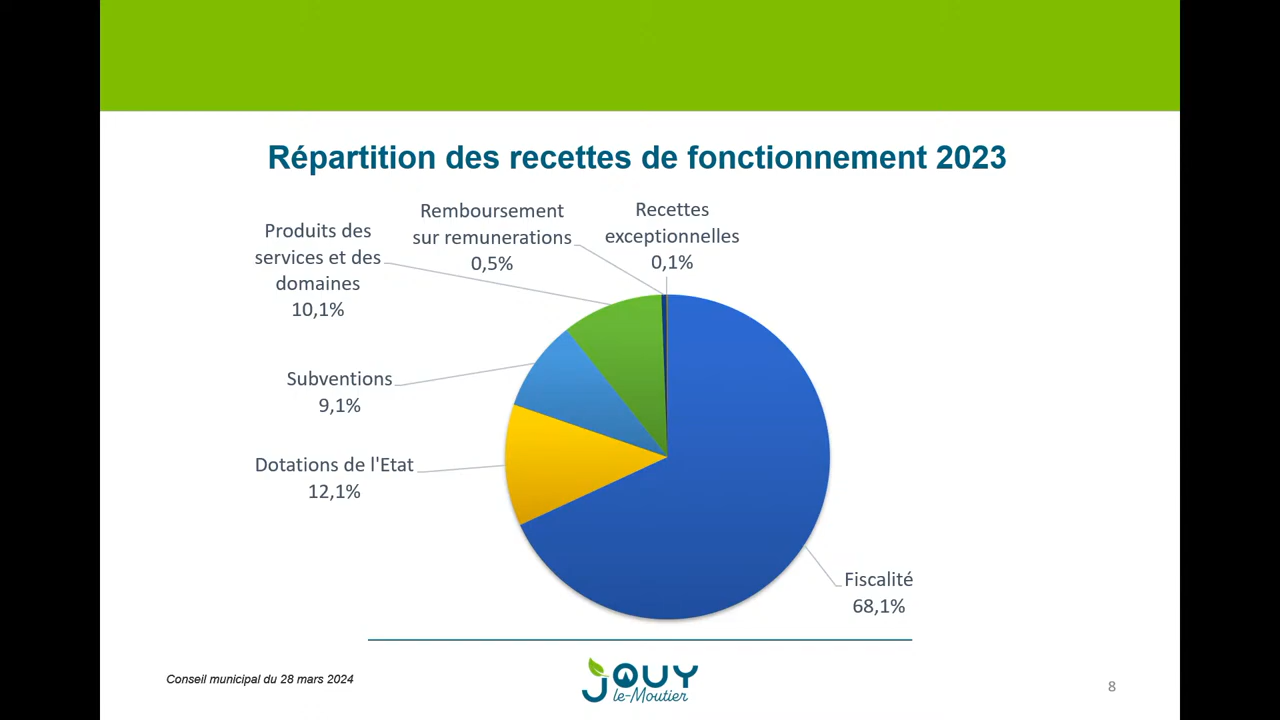 Répartition des recettes de fonctionnement 2023
Remboursement
sur remunerations
0,5%
Recettes
exceptionnelles
0,1%
Produits des
services et des
domaines
10,1%
Subventions
9,1%
Dotations de l'Etat
12,1%
Fiscalité
68,1%
Conseil municipal du 28 mars 2024
JOUY
le-Moutier
8